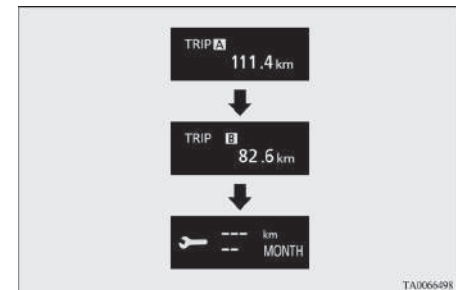 TRIP A
111.4 km
TRIP B
82.6 km
--- km
-- MONTH
TA0066498